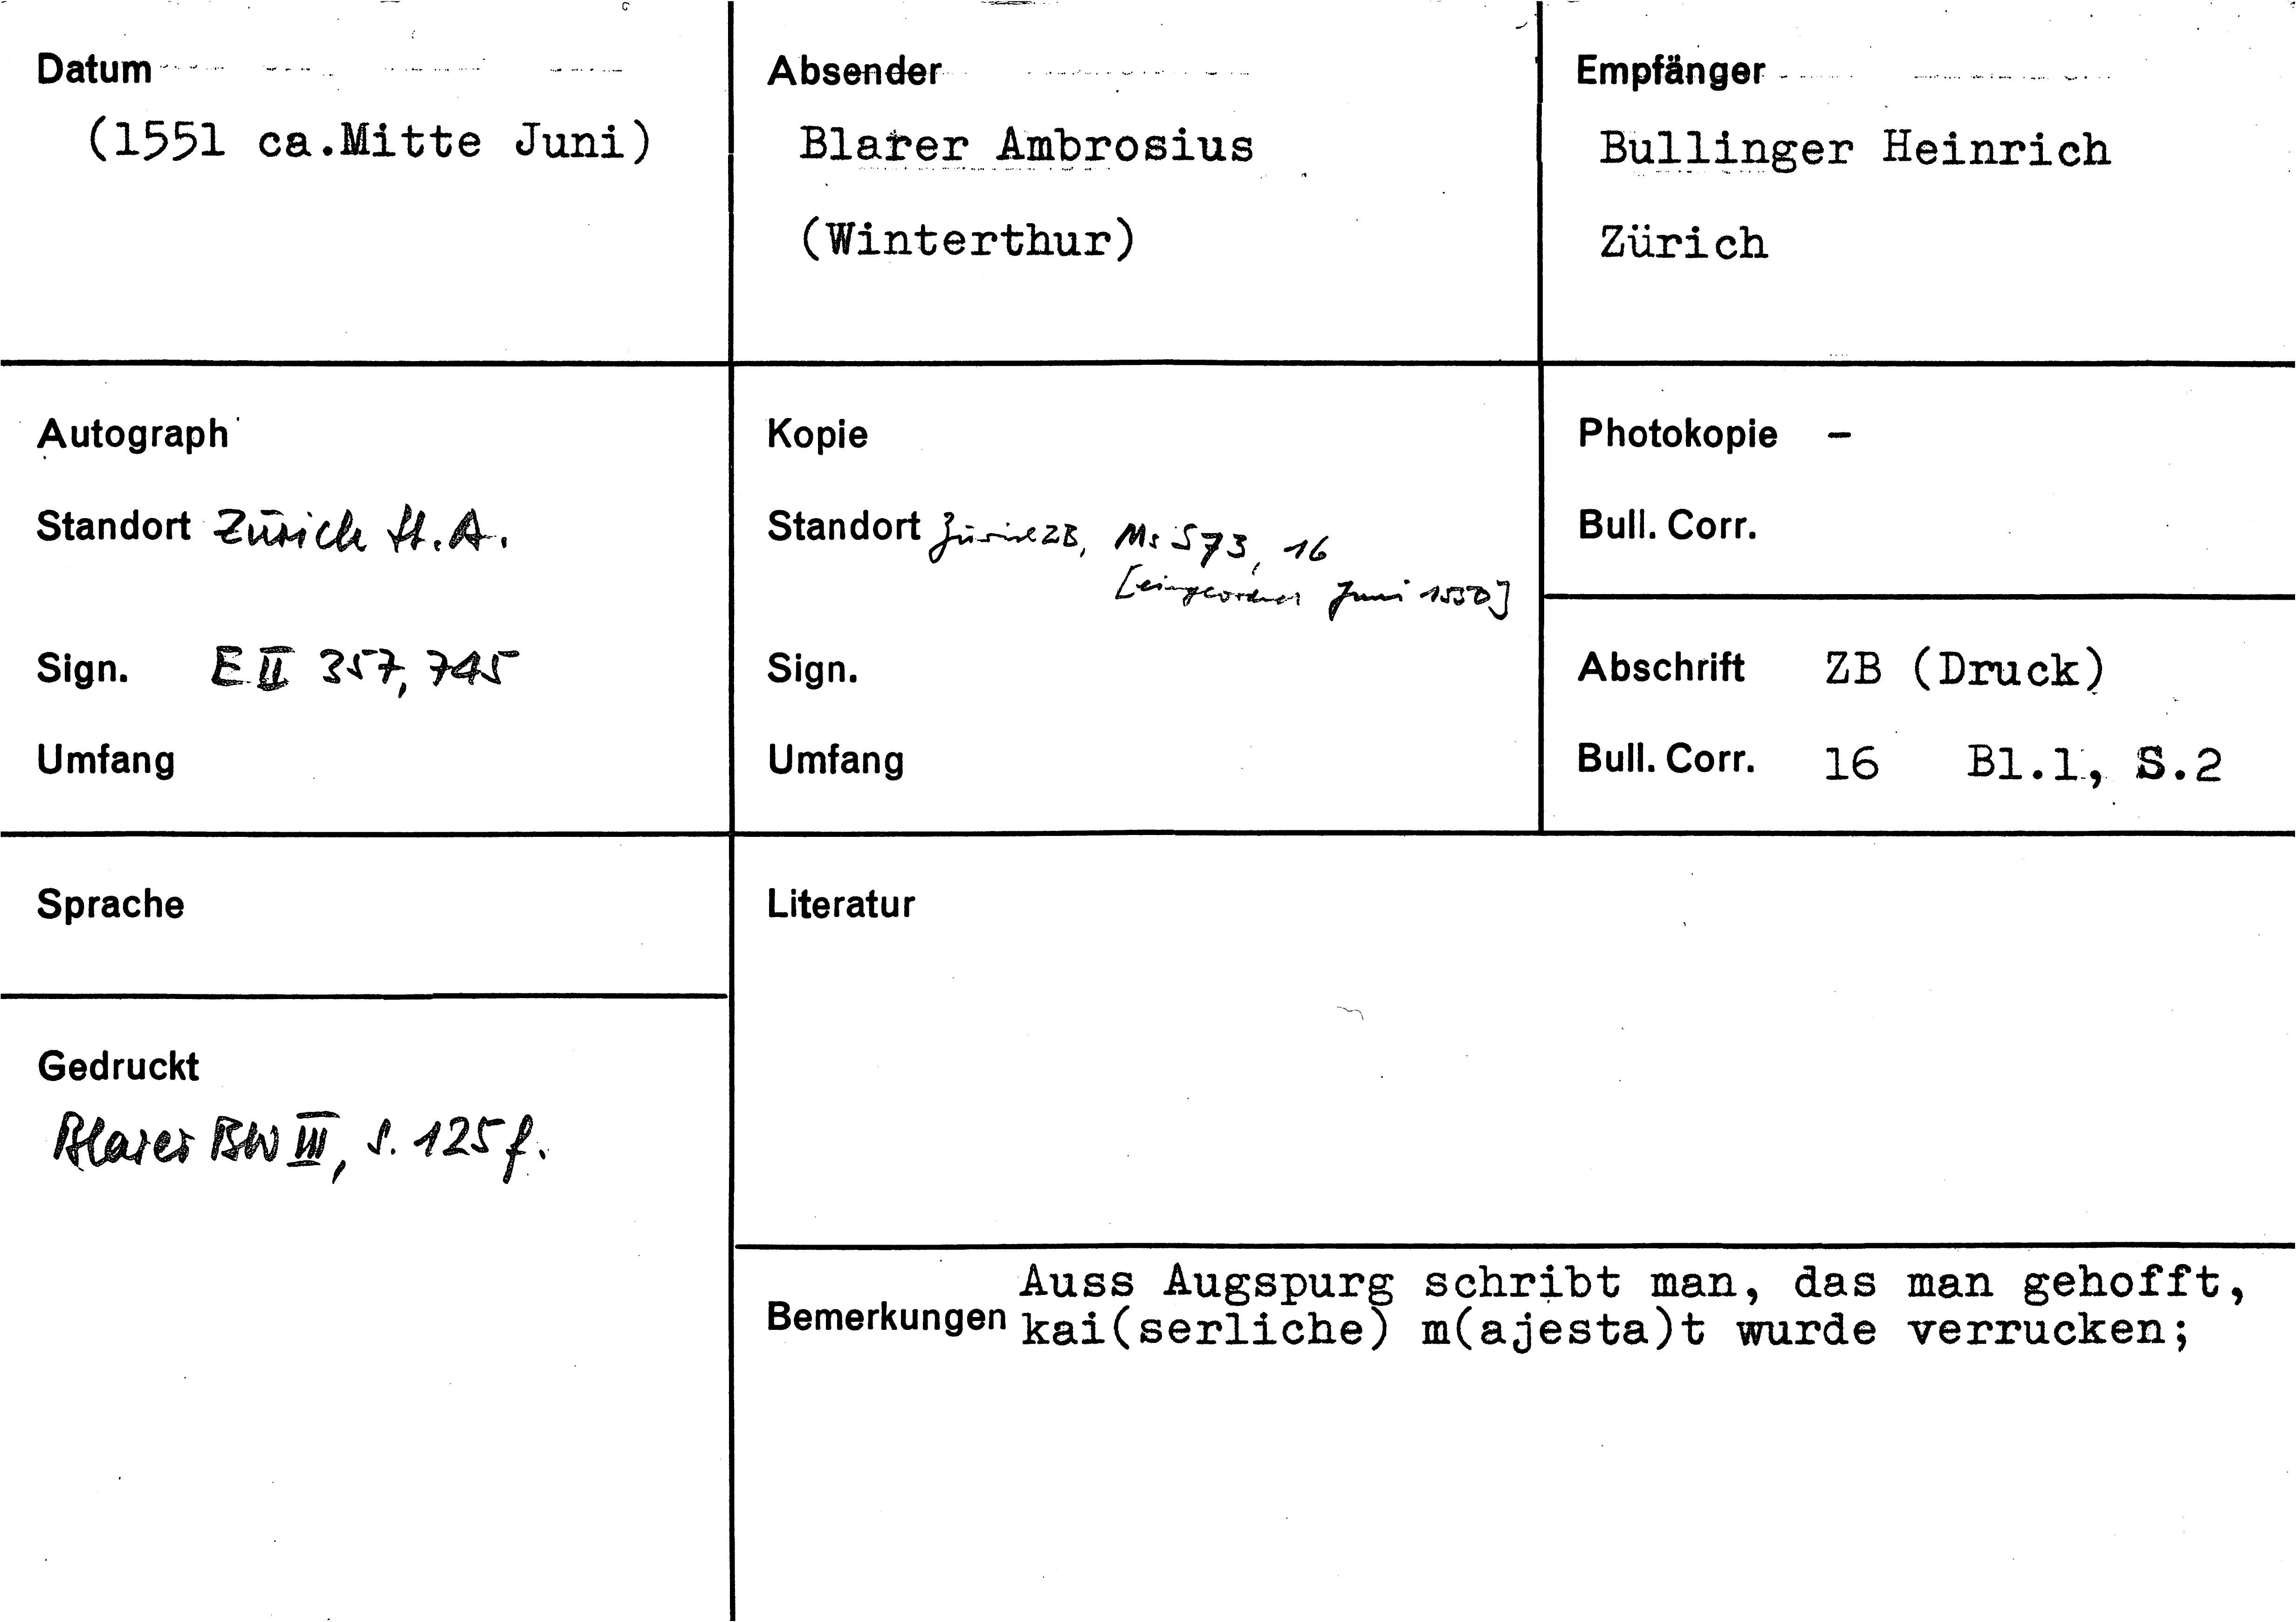 Datum
(1551 ca.Mitte Juni)
Absender
Blarer Ambrosius
(Winterthur)
Empfänger
Bullinger Heinrich
Zürich
Autograph
Standort Zürich St.A.
Sign. E II 357, 745
Umfang
Kopie
Standort Zürich ZB, Ms S 73, 16
[eingeordnet Juni 1550]
Sign.
Umfang
Photokopie -
Bull. Corr.
Abschrift ZB (Druck)
Bull. Corr. 16 Bl.1, S.2
Sprache
Literatur
Gedruckt
Blarer BW III, S. 125 f.
Bemerkungen
Auss Augspurg schribt man, das man gehofft,
kai(serliche) m(ajesta)t wurde verrucken;